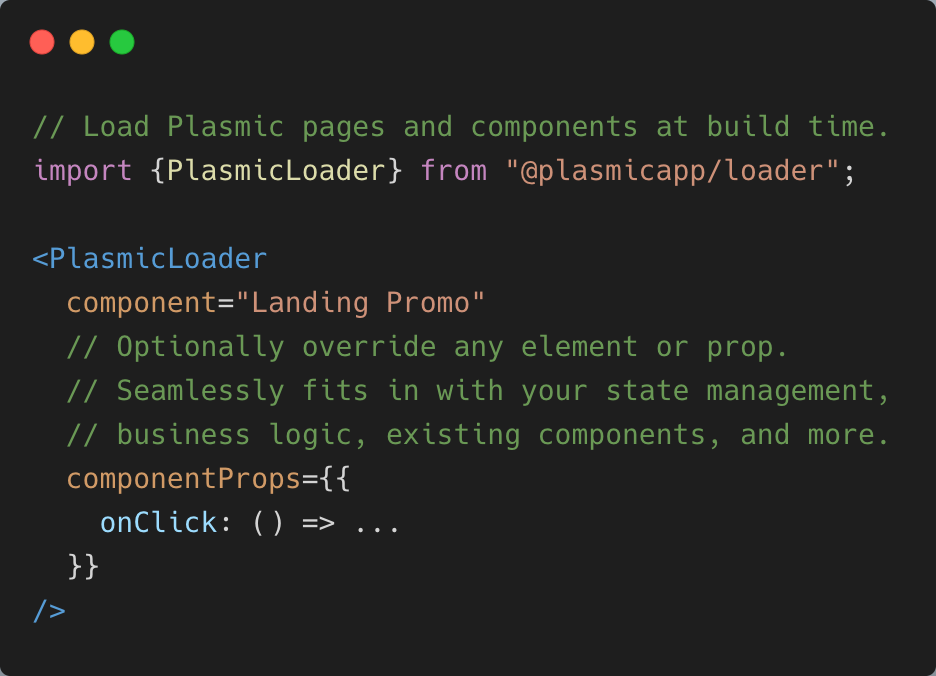 // Load Plasmic pages and components at build time.
import {PlasmicLoader} from "@plasmicapp/loader";
<PlasmicLoader
component="Landing Promo"
// Optionally override any element or prop.
// Seamlessly fits in with your state management,
// business logic, existing components, and more.
componentProps={{
onClick: () => ...
}}
/>